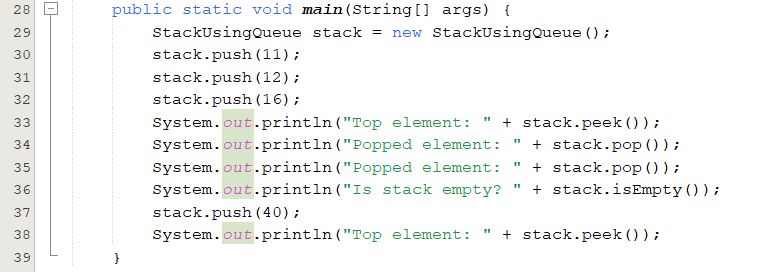 28 public static void main(String[] args) {
29 StackUsingQueue stack = new StackUsingQueue();
30 stack.push(11);
31 stack.push(12);
32 stack.push(16);
33 System.out.println("Top element: " + stack.peek());
34 System.out.println("Popped element: " + stack.pop());
35 System.out.println("Popped element: " + stack.pop());
36 System.out.println("Is stack empty? " + stack.isEmpty());
37 stack.push(40);
38 System.out.println("Top element: " + stack.peek());
39 }